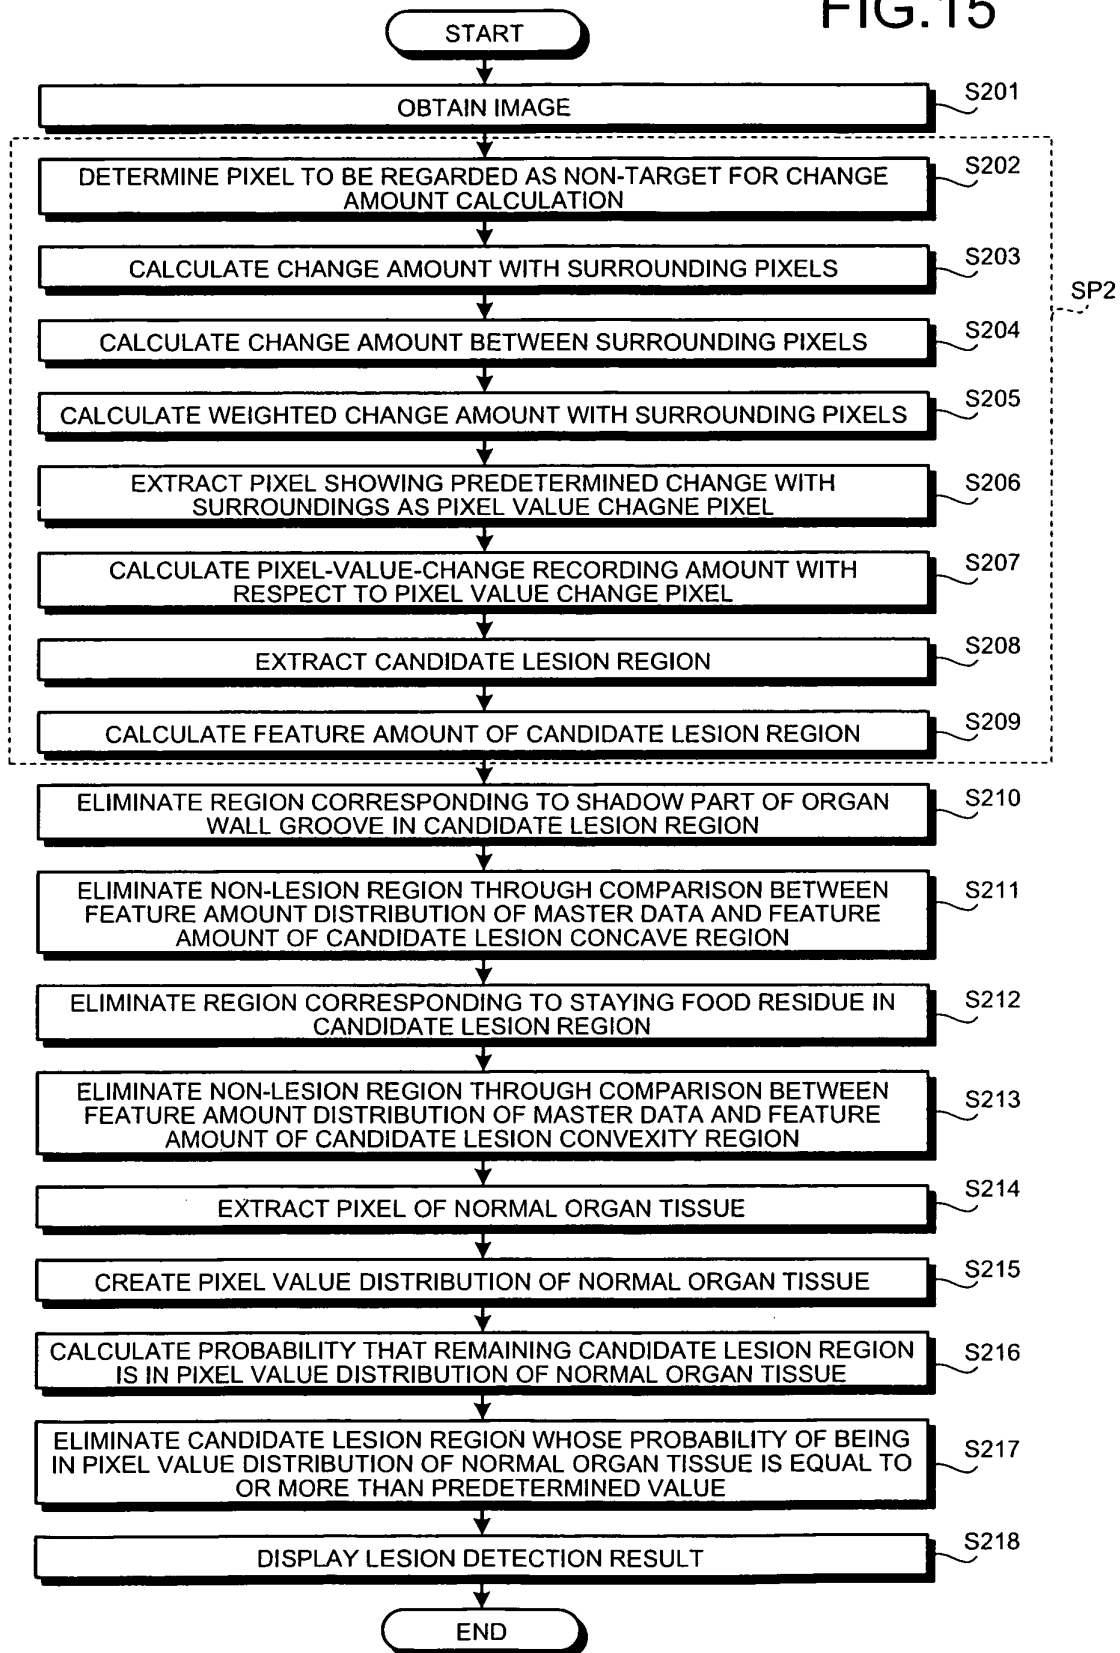 FIG.15
START
OBTAIN IMAGE
S201
DETERMINE PIXEL TO BE REGARDED AS NON-TARGET FOR CHANGE
AMOUNT CALCULATION
S202
CALCULATE CHANGE AMOUNT WITH SURROUNDING PIXELS
S203
SP2
CALCULATE CHANGE AMOUNT BETWEEN SURROUNDING PIXELS
S204
CALCULATE WEIGHTED CHANGE AMOUNT WITH SURROUNDING PIXELS
S205
EXTRACT PIXEL SHOWING PREDETERMINED CHANGE WITH
SURROUNDINGS AS PIXEL VALUE CHAGNE PIXEL
S206
CALCULATE PIXEL-VALUE-CHANGE RECORDING AMOUNT WITH
RESPECT TO PIXEL VALUE CHANGE PIXEL
S207
EXTRACT CANDIDATE LESION REGION
S208
CALCULATE FEATURE AMOUNT OF CANDIDATE LESION REGION
S209
ELIMINATE REGION CORRESPONDING TO SHADOW PART OF ORGAN
WALL GROOVE IN CANDIDATE LESION REGION
S210
ELIMINATE NON-LESION REGION THROUGH COMPARISON BETWEEN
FEATURE AMOUNT DISTRIBUTION OF MASTER DATA AND FEATURE
AMOUNT OF CANDIDATE LESION CONCAVE REGION
S211
ELIMINATE REGION CORRESPONDING TO STAYING FOOD RESIDUE IN
CANDIDATE LESION REGION
S212
ELIMINATE NON-LESION REGION THROUGH COMPARISON BETWEEN
FEATURE AMOUNT DISTRIBUTION OF MASTER DATA AND FEATURE
AMOUNT OF CANDIDATE LESION CONVEXITY REGION
S213
EXTRACT PIXEL OF NORMAL ORGAN TISSUE
S214
CREATE PIXEL VALUE DISTRIBUTION OF NORMAL ORGAN TISSUE
S215
CALCULATE PROBABILITY THAT REMAINING CANDIDATE LESION REGION
IS IN PIXEL VALUE DISTRIBUTION OF NORMAL ORGAN TISSUE
S216
ELIMINATE CANDIDATE LESION REGION WHOSE PROBABILITY OF BEING
IN PIXEL VALUE DISTRIBUTION OF NORMAL ORGAN TISSUE IS EQUAL TO
OR MORE THAN PREDETERMINED VALUE
S217
DISPLAY LESION DETECTION RESULT
S218
END